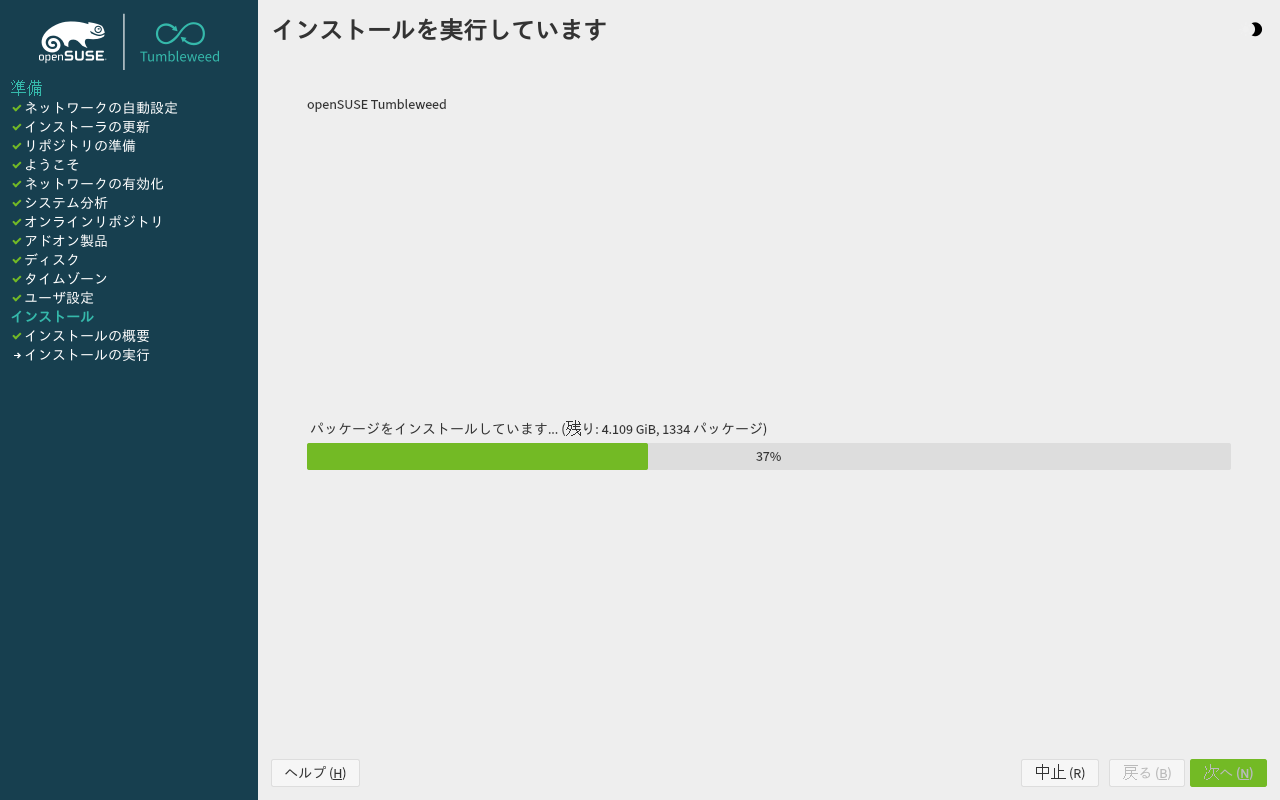 openSUSE
Tumbleweed
準備
ネットワークの自動設定
インストーラの更新
リポジトリの準備
ようこそ
ネットワークの有効化
システム分析
オンラインリポジトリ
アドオン製品
ディスク
タイムゾーン
ユーザ設定
インストール
インストールの概要
インストールの実行
インストールを実行しています
openSUSE Tumbleweed
パッケージをインストールしています... (残り: 4.109 GiB, 1334 パッケージ)
37%
ヘルプ (H)
中止 (R)
戻る (B)
次へ (N)